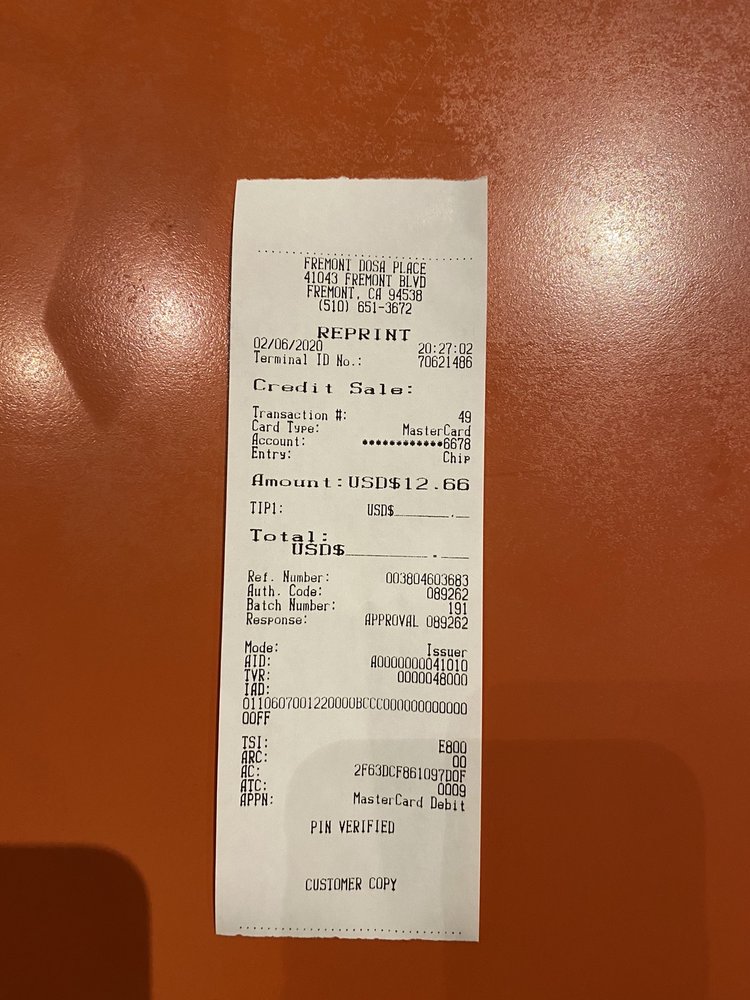 FREMONT DOSA PLACE
41043 FREMONT BLVD
FREMONT, CA 94538
(510) 651-3672
REPRINT
02/06/2020 20:27:02
Terminal ID No.: 70621486
Credit Sale:
Transaction #: 49
Card Type: MasterCard
Account: ************6678
Entry: Chip
Amount: USD$12.66
TIP1: USD$_______.__
Total:
USD$_________.___
Ref. Number: 003804603683
Auth. Code: 089262
Batch Number: 191
Response: APPROVAL 089262
Mode: Issuer
AID: A0000000041010
TVR: 0000048000
IAD:
0110607001220000BCCC000000000000
00FF
TSI: E800
ARC: 00
AC: 2F63DCF861097D0F
ATC: 0009
APPN: MasterCard Debit
PIN VERIFIED
CUSTOMER COPY